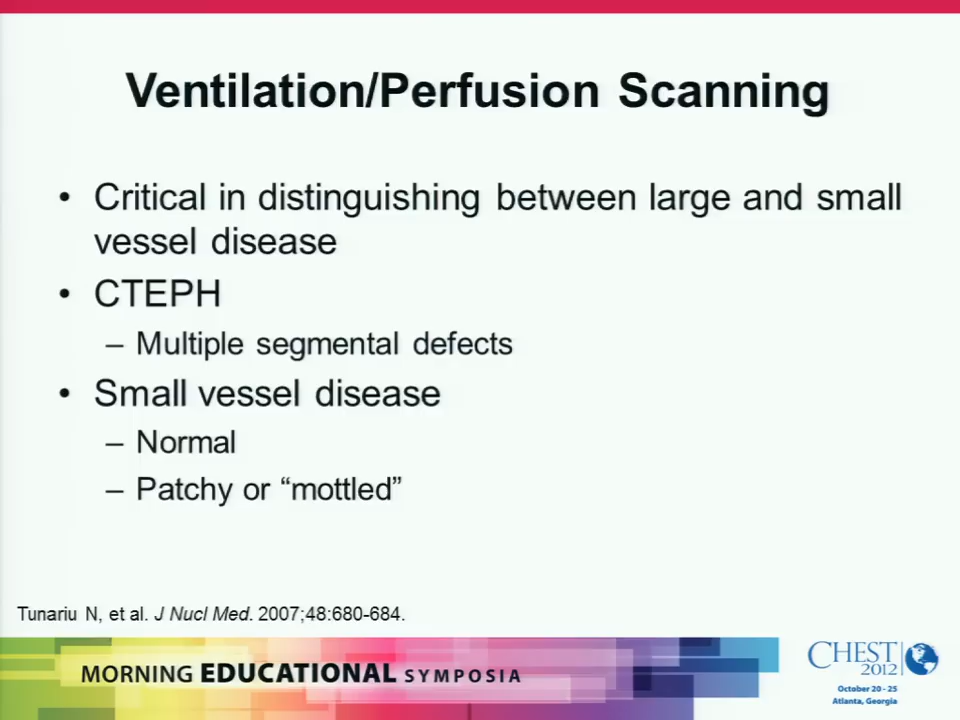 Ventilation/Perfusion Scanning
• Critical in distinguishing between large and small
vessel disease
• CTEPH
– Multiple segmental defects
• Small vessel disease
– Normal
– Patchy or “mottled”
Tunariu N, et al. J Nucl Med. 2007;48:680-684.
MORNING EDUCATIONAL SYMPOSIA
CHEST
2012
October 20 - 25
Atlanta, Georgia